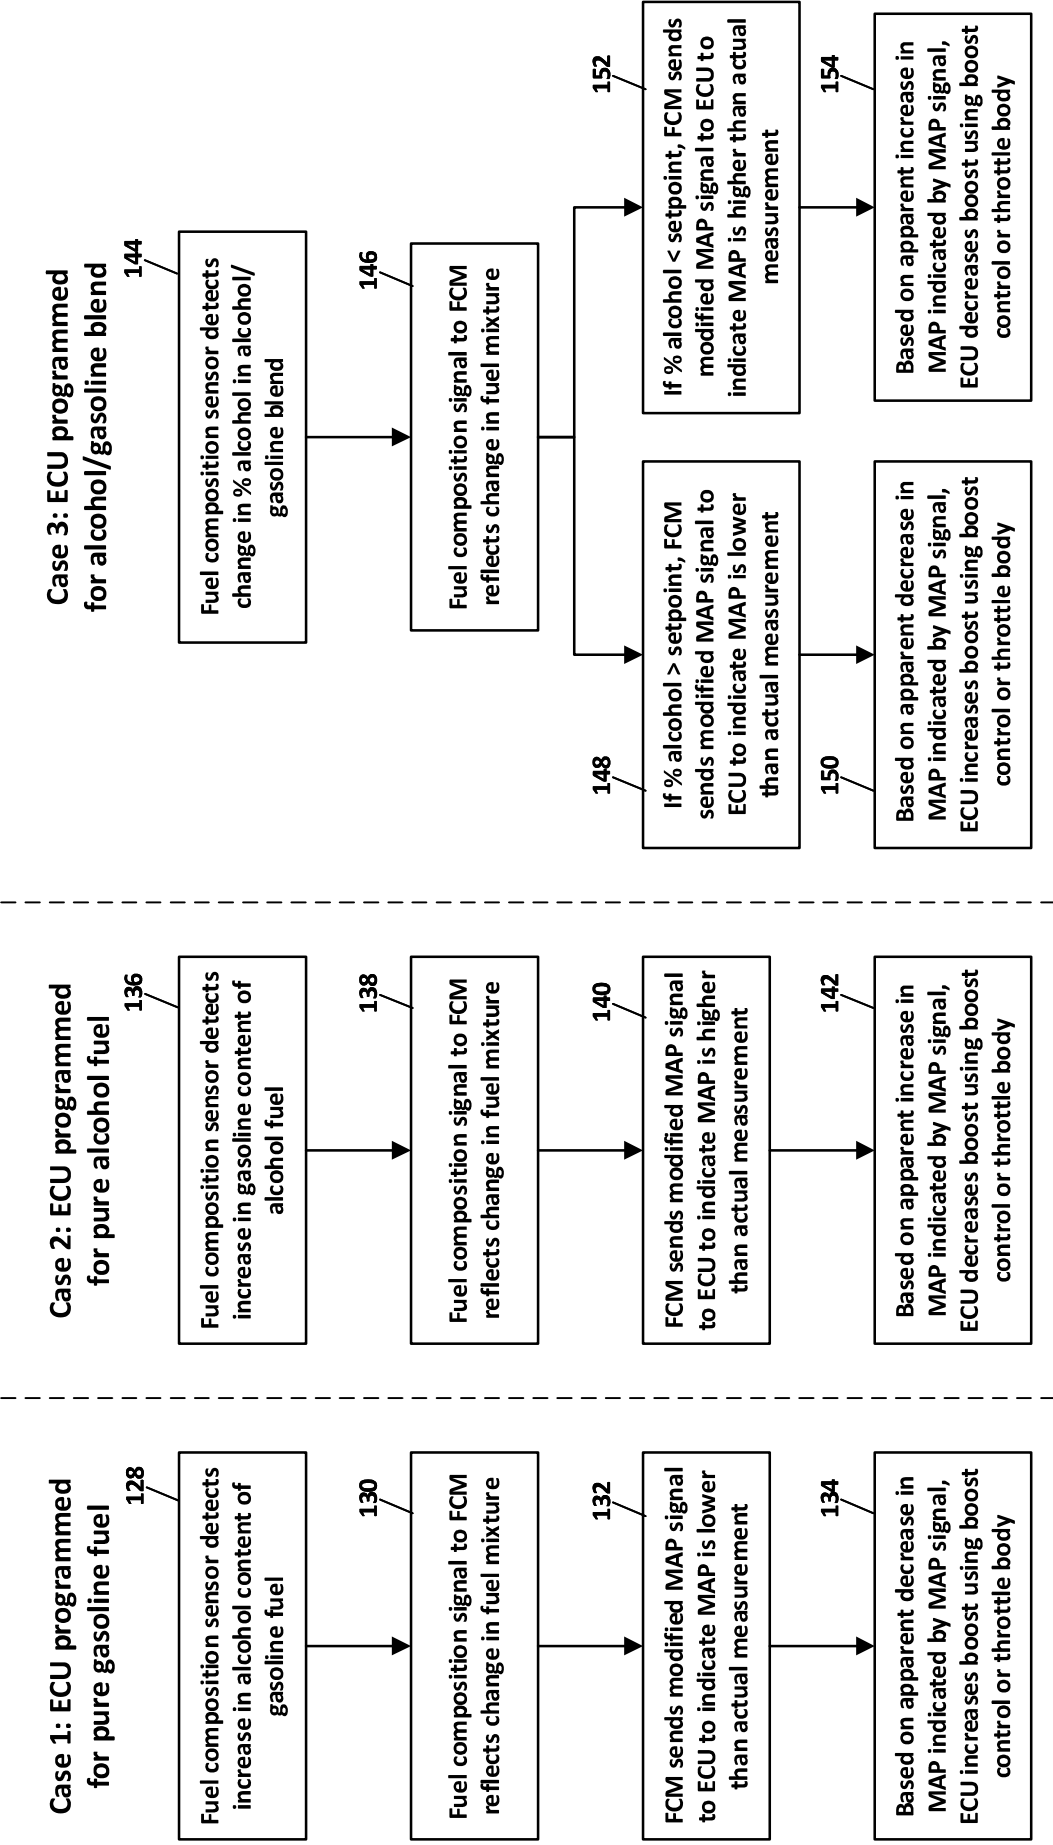 Case 1: ECU programmed
for pure gasoline fuel
128
Fuel composition sensor detects
increase in alcohol content of
gasoline fuel
130
Fuel composition signal to FCM
reflects change in fuel mixture
132
FCM sends modified MAP signal
to ECU to indicate MAP is lower
than actual measurement
134
Based on apparent decrease in
MAP indicated by MAP signal,
ECU increases boost using boost
control or throttle body
Case 2: ECU programmed
for pure alcohol fuel
136
Fuel composition sensor detects
increase in gasoline content of
alcohol fuel
138
Fuel composition signal to FCM
reflects change in fuel mixture
140
FCM sends modified MAP signal
to ECU to indicate MAP is higher
than actual measurement
142
Based on apparent increase in
MAP indicated by MAP signal,
ECU decreases boost using boost
control or throttle body
Case 3: ECU programmed
for alcohol/gasoline blend
144
Fuel composition sensor detects
change in % alcohol in alcohol/
gasoline blend
146
Fuel composition signal to FCM
reflects change in fuel mixture
148
If % alcohol > setpoint, FCM
sends modified MAP signal to
ECU to indicate MAP is lower
than actual measurement
150
Based on apparent decrease in
MAP indicated by MAP signal,
ECU increases boost using boost
control or throttle body
152
If % alcohol < setpoint, FCM sends
modified MAP signal to ECU to
indicate MAP is higher than actual
measurement
154
Based on apparent increase in
MAP indicated by MAP signal,
ECU decreases boost using boost
control or throttle body